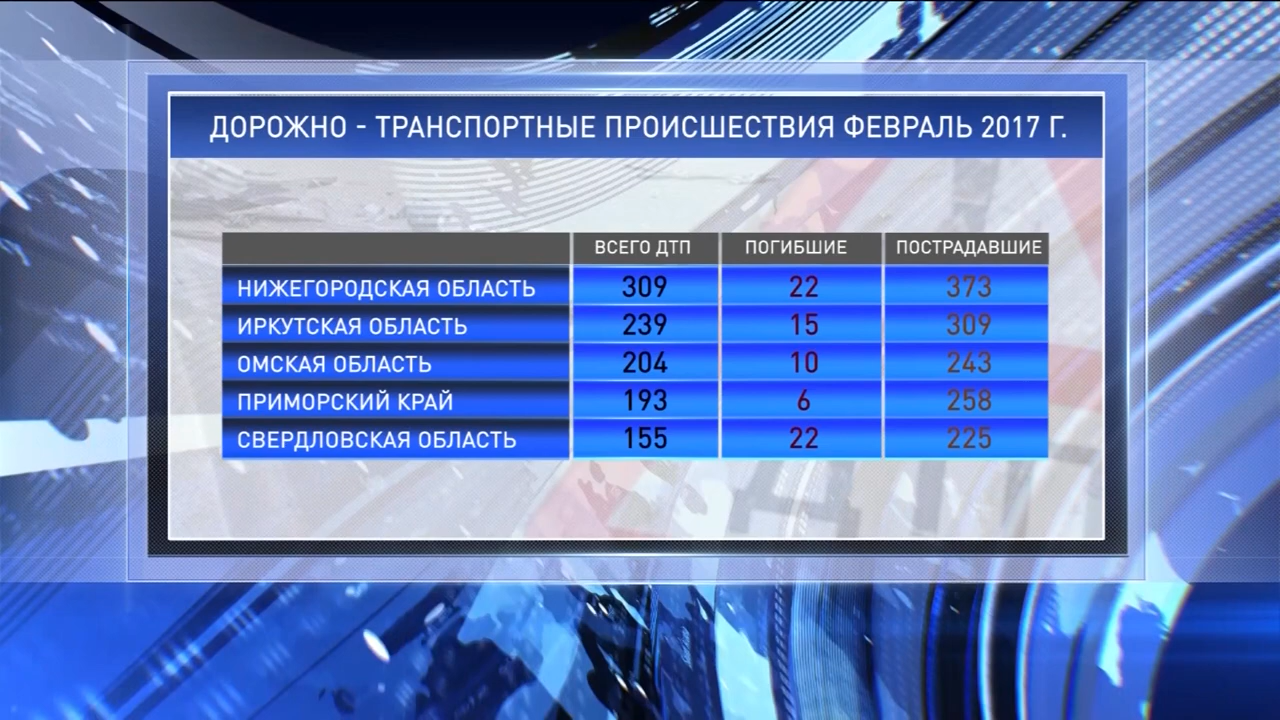 ДОРОЖНО - ТРАНСПОРТНЫЕ ПРОИСШЕСТВИЯ ФЕВРАЛЬ 2017 Г.
ВСЕГО ДТП ПОГИБШИЕ ПОСТРАДАВШИЕ
НИЖЕГОРОДСКАЯ ОБЛАСТЬ 309 22 373
ИРКУТСКАЯ ОБЛАСТЬ 239 15 309
ОМСКАЯ ОБЛАСТЬ 204 10 243
ПРИМОРСКИЙ КРАЙ 193 6 258
СВЕРДЛОВСКАЯ ОБЛАСТЬ 155 22 225